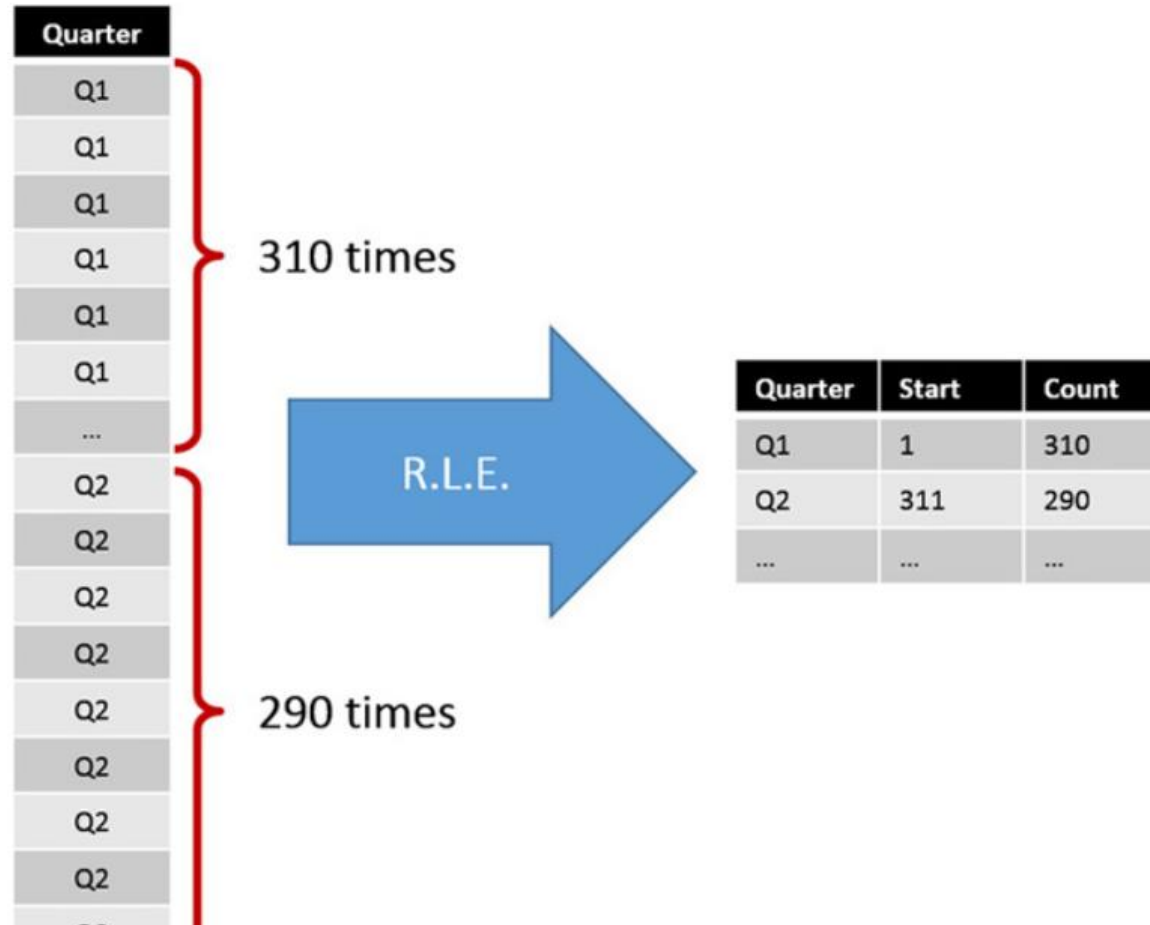 Quarter
Q1
Q1
Q1
Q1
Q1
Q1
...
Q2
Q2
Q2
Q2
Q2
Q2
Q2
Q2
310 times
290 times
R.L.E.
Quarter Start Count
Q1 1 310
Q2 311 290
... ... ...